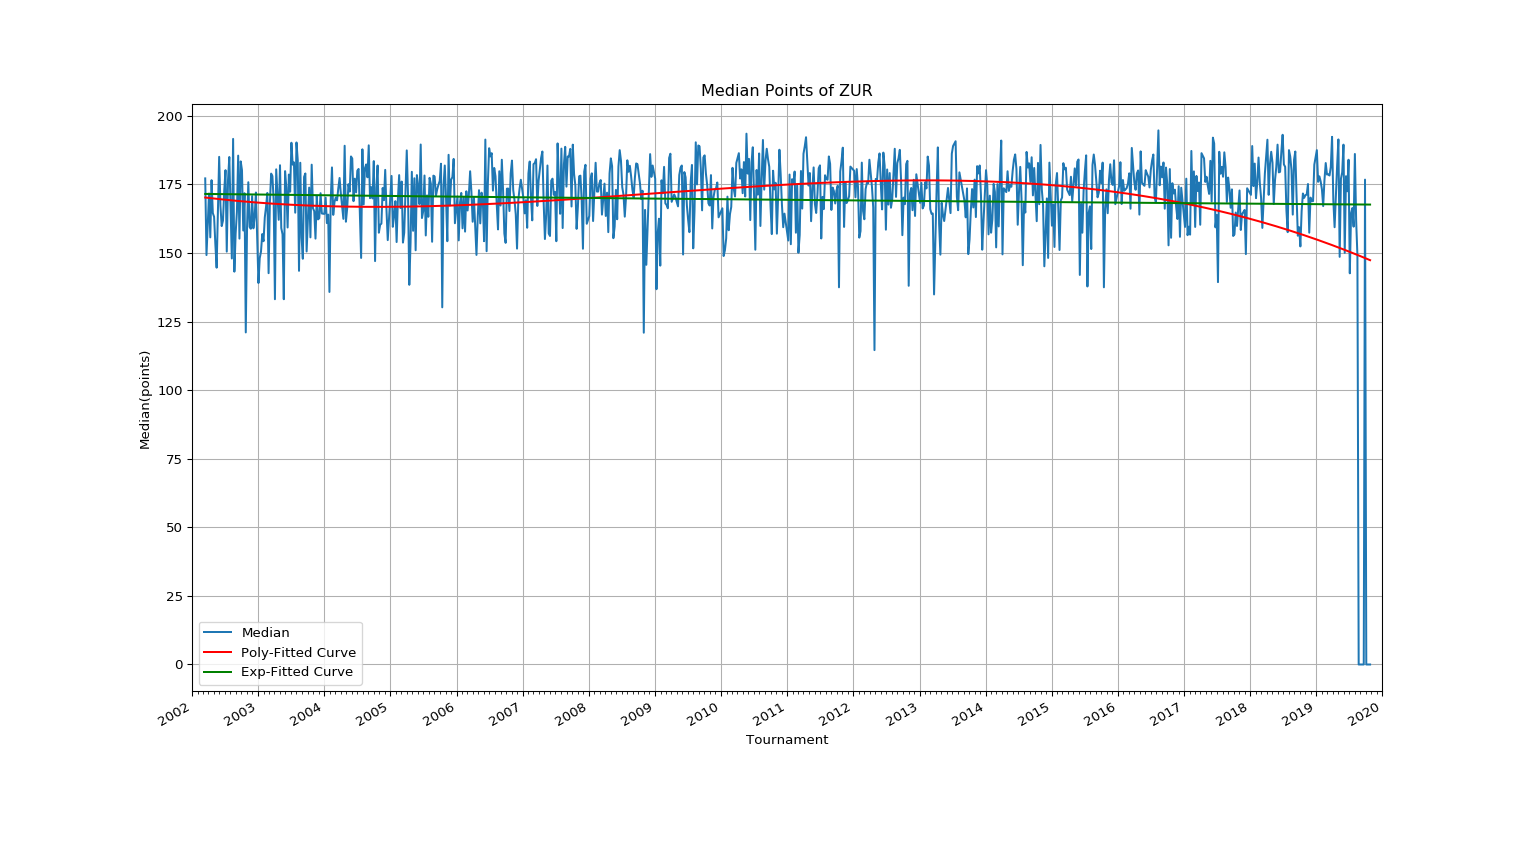 Median Points of ZUR
200
175
150
125
100
75
50
25
0
Median(points)
Median
Poly-Fitted Curve
Exp-Fitted Curve
2002 2003 2004 2005 2006 2007 2008 2009 2010 2011 2012 2013 2014 2015 2016 2017 2018 2019 2020
Tournament